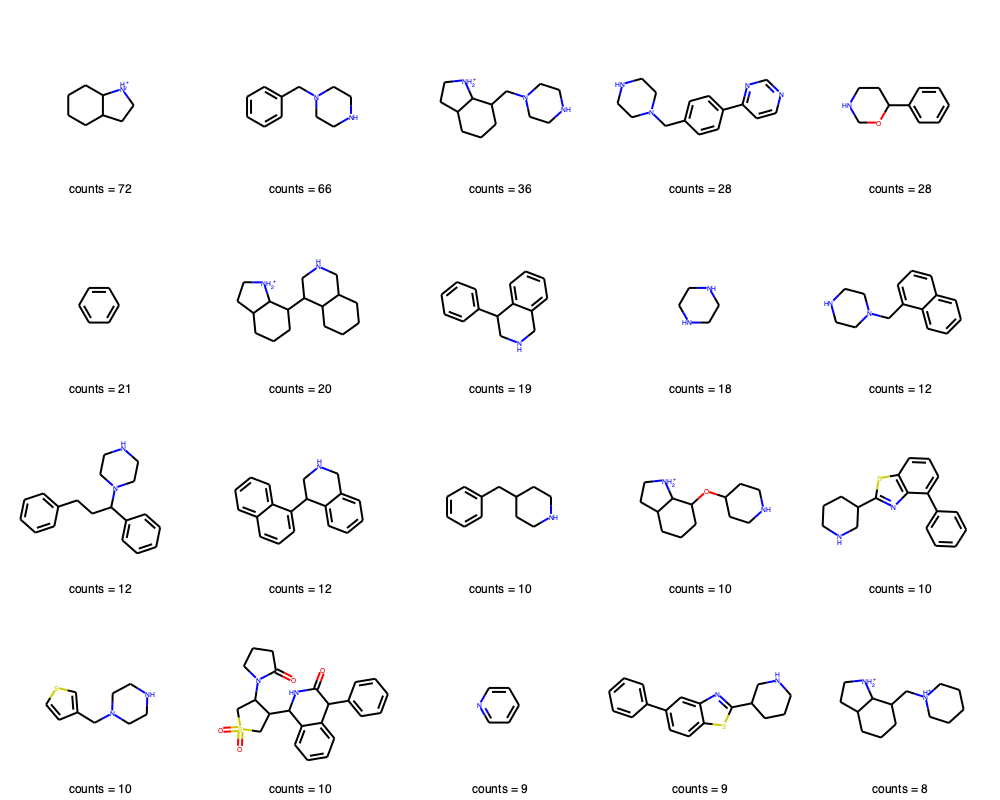 counts = 72
counts = 66
counts = 36
counts = 28
counts = 28
counts = 21
counts = 20
counts = 19
counts = 18
counts = 12
counts = 12
counts = 12
counts = 10
counts = 10
counts = 10
counts = 10
counts = 10
counts = 9
counts = 9
counts = 8